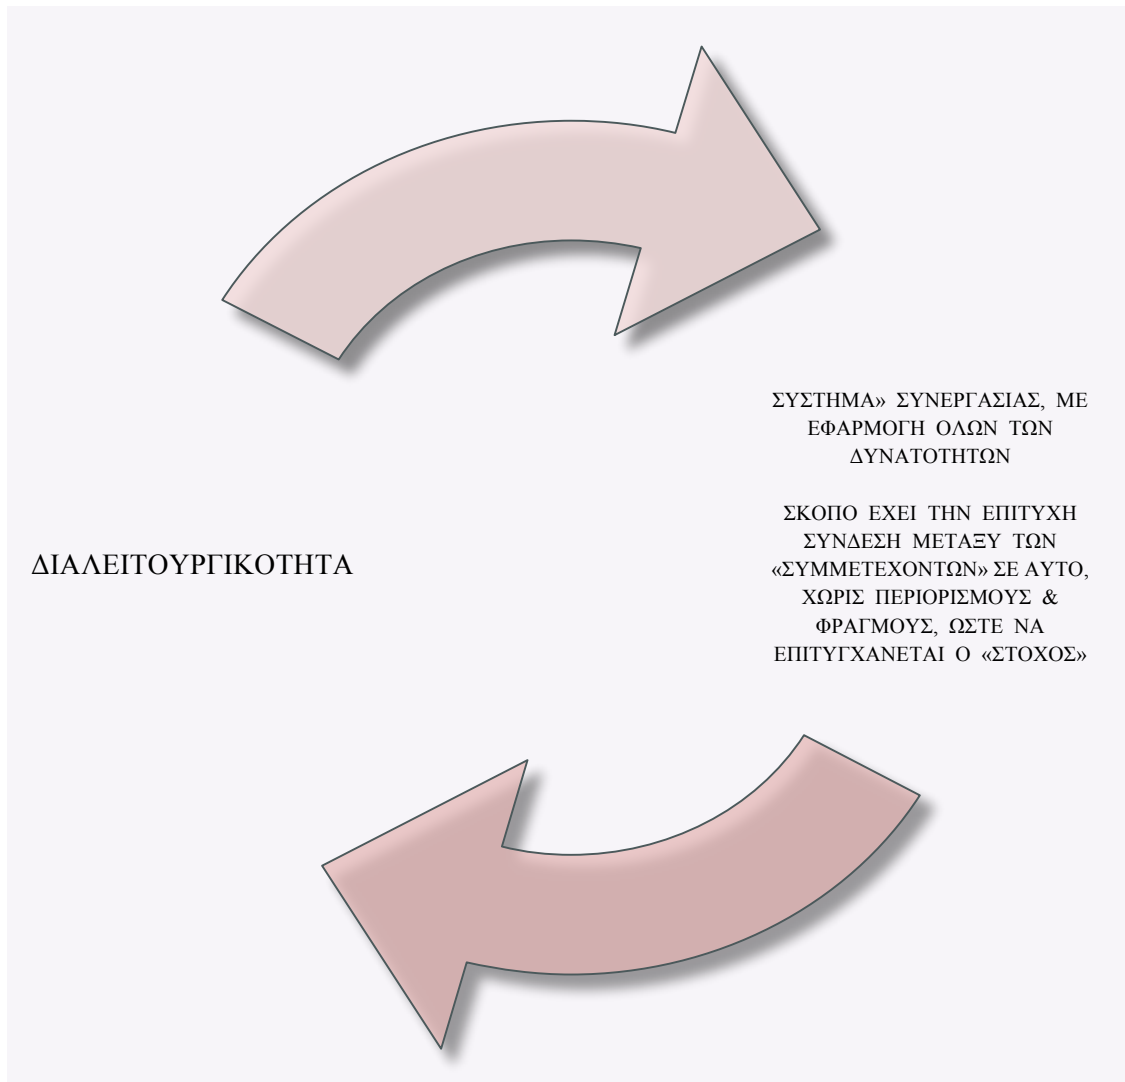 ΔΙΑΛΕΙΤΟΥΡΓΙΚΟΤΗΤΑ
ΣΥΣΤΗΜΑ» ΣΥΝΕΡΓΑΣΙΑΣ, ΜΕ
ΕΦΑΡΜΟΓΗ ΟΛΩΝ ΤΩΝ
ΔΥΝΑΤΟΤΗΤΩΝ
ΣΚΟΠΟ ΕΧΕΙ ΤΗΝ ΕΠΙΤΥΧΗ
ΣΥΝΔΕΣΗ ΜΕΤΑΞΥ ΤΩΝ
«ΣΥΜΜΕΤΕΧΟΝΤΩΝ» ΣΕ ΑΥΤΟ,
ΧΩΡΙΣ ΠΕΡΙΟΡΙΣΜΟΥΣ &
ΦΡΑΓΜΟΥΣ, ΩΣΤΕ ΝΑ
ΕΠΙΤΥΓΧΑΝΕΤΑΙ Ο «ΣΤΟΧΟΣ»